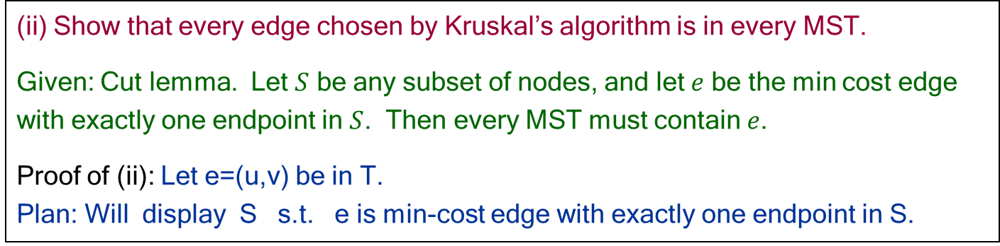 (ii) Show that every edge chosen by Kruskal’s algorithm is in every MST.
Given: Cut lemma. Let S be any subset of nodes, and let e be the min cost edge
with exactly one endpoint in S. Then every MST must contain e.
Proof of (ii): Let e=(u,v) be in T.
Plan: Will display S s.t. e is min-cost edge with exactly one endpoint in S.